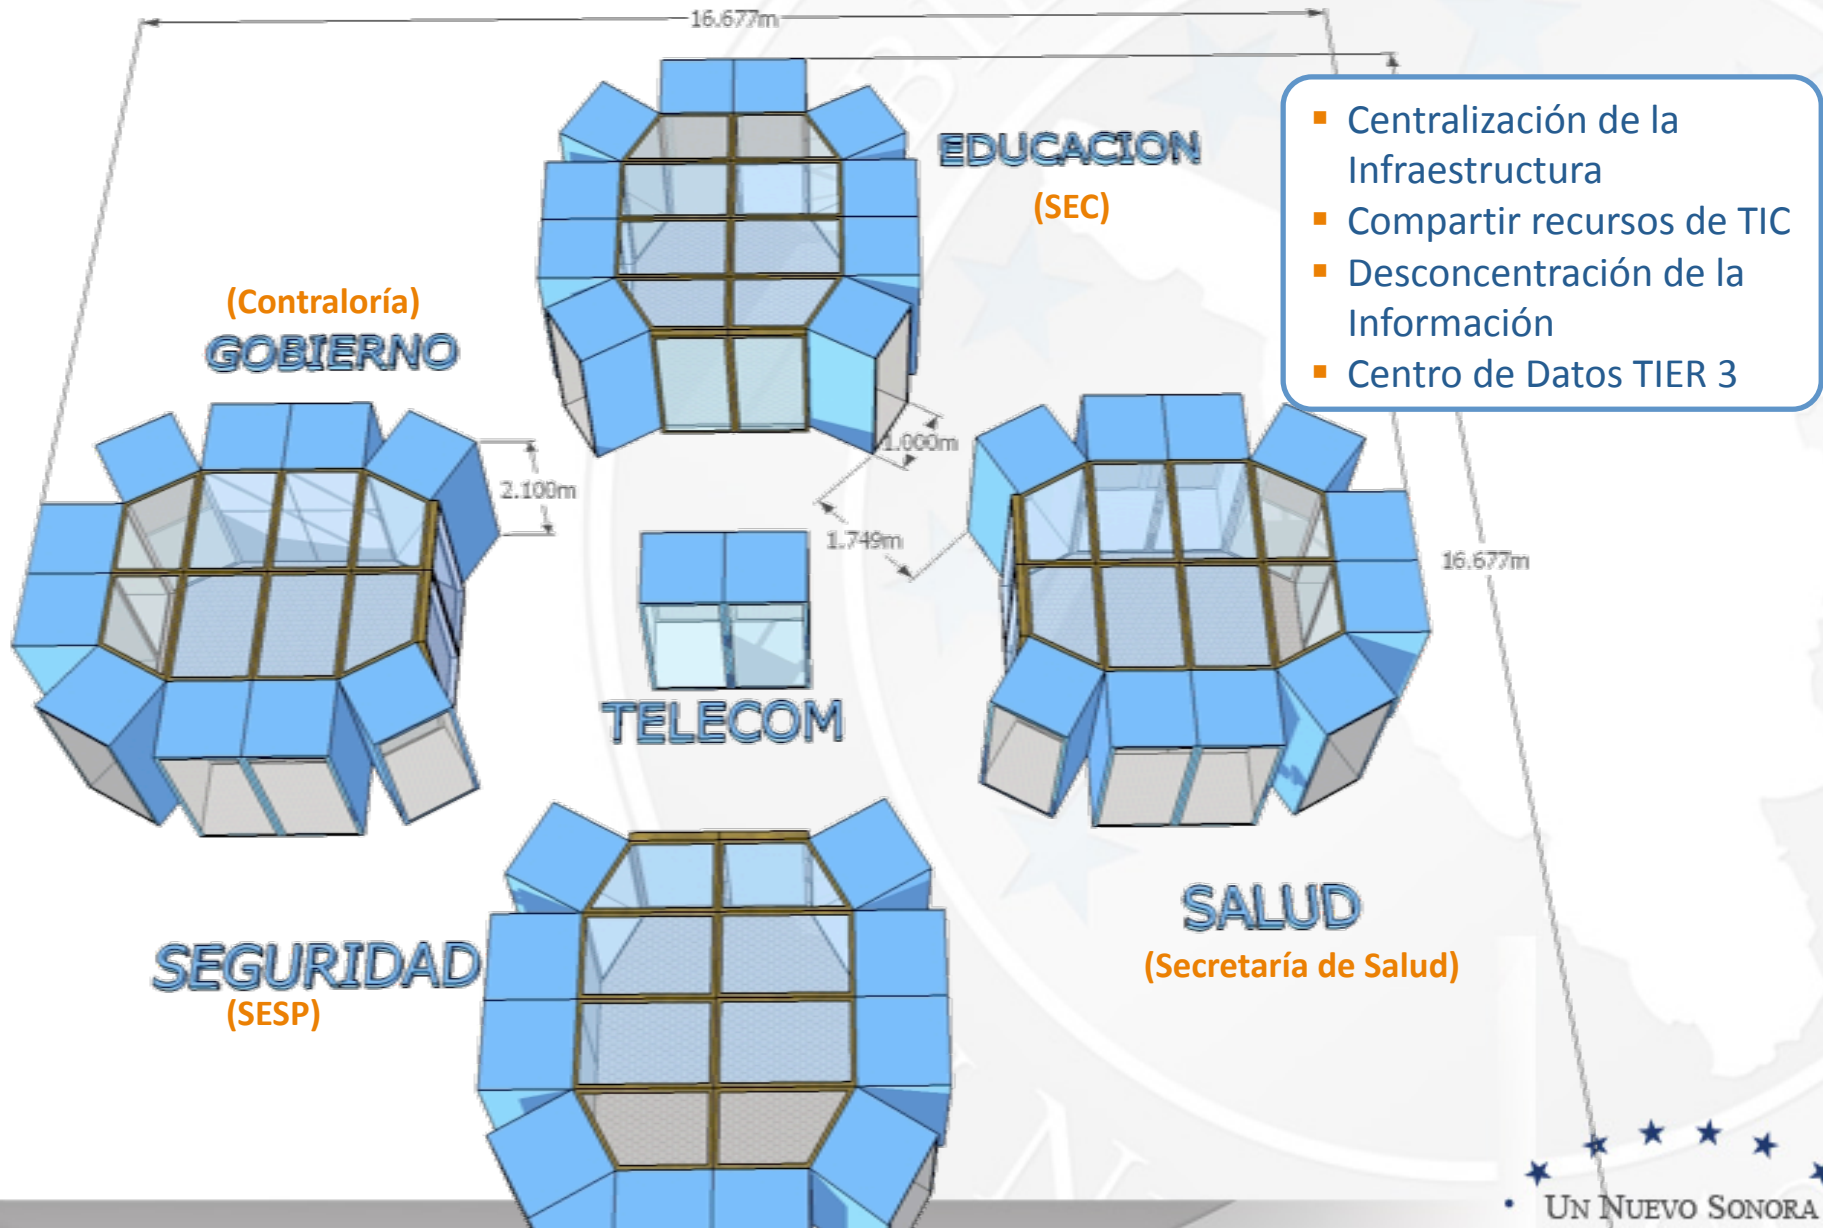 16.677m
EDUCACION
(SEC)
▪ Centralización de la
Infraestructura
▪ Compartir recursos de TIC
▪ Desconcentración de la
Información
▪ Centro de Datos TIER 3
(Contraloría)
GOBIERNO
1.000m
2.100m
1.749m
16.677m
TELECOM
SALUD
(Secretaría de Salud)
SEGURIDAD
(SESP)
• UN NUEVO SONORA